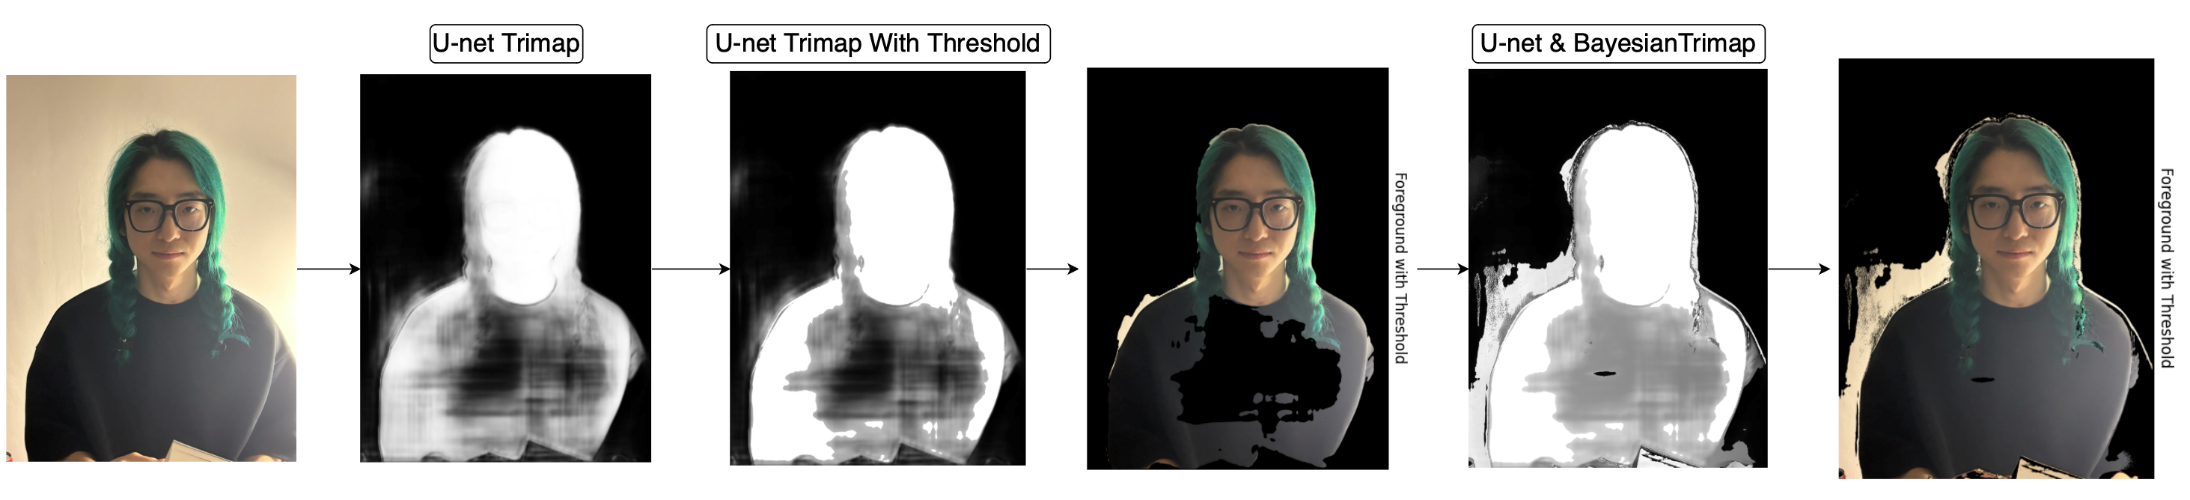 U-net Trimap
U-net Trimap With Threshold
Foreground with Threshold
U-net & BayesianTrimap
Foreground with Threshold